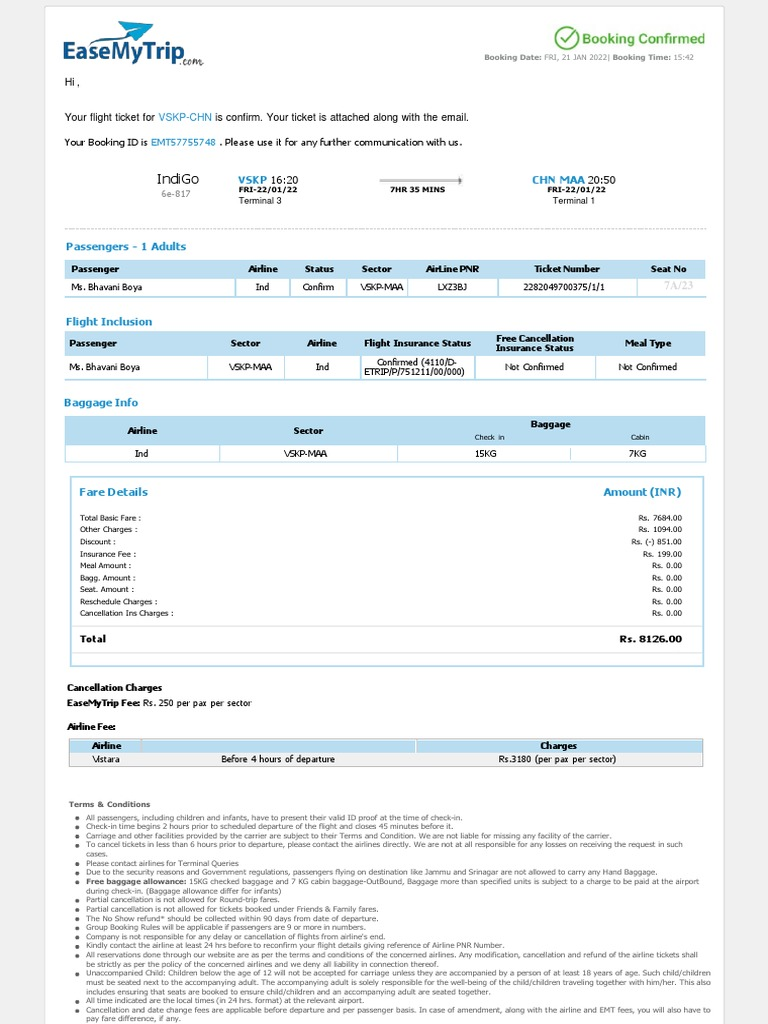 EaseMyTrip.com
Booking Confirmed
Booking Date: FRI, 21 JAN 2022| Booking Time: 15:42
Hi ,
Your flight ticket for VSKP-CHN is confirm. Your ticket is attached along with the email.
Your Booking ID is EMT57755748 . Please use it for any further communication with us.
IndiGo VSKP 16:20 CHN MAA 20:50
6e-817 FRI-22/01/22 7HR 35 MINS FRI-22/01/22
Terminal 3 Terminal 1
Passengers - 1 Adults
Passenger Airline Status Sector AirLine PNR Ticket Number Seat No
Ms. Bhavani Boya Ind Confirm VSKP-MAA LXZ3BJ 2282049700375/1/1 7A/23
Flight Inclusion
Passenger Sector Airline Flight Insurance Status Free Cancellation Insurance Status Meal Type
Ms. Bhavani Boya VSKP-MAA Ind Confirmed (4110/D-ETRIP/P/751211/00/000) Not Confirmed Not Confirmed
Baggage Info
Airline Sector Baggage
Check in Cabin
Ind VSKP-MAA 15KG 7KG
Fare Details Amount (INR)
Total Basic Fare : Rs. 7684.00
Other Charges : Rs. 1094.00
Discount : Rs. (-) 851.00
Insurance Fee : Rs. 199.00
Meal Amount : Rs. 0.00
Bagg. Amount : Rs. 0.00
Seat. Amount : Rs. 0.00
Reschedule Charges : Rs. 0.00
Cancellation Ins Charges : Rs. 0.00
Total Rs. 8126.00
Cancellation Charges
EaseMyTrip Fee: Rs. 250 per pax per sector
Airline Fee:
Airline Charges
Vistara Before 4 hours of departure Rs.3180 (per pax per sector)
Terms & Conditions
● All passengers, including children and infants, have to present their valid ID proof at the time of check-in.
● Check-in time begins 2 hours prior to scheduled departure of the flight and closes 45 minutes before it.
● Carriage and other facilities provided by the carrier are subject to their Terms and Condition. We are not liable for missing any facility of the carrier.
● To cancel tickets in less than 6 hours prior to departure, please contact the airlines directly. We are not at all responsible for any losses on receiving the request in such
cases.
● Please contact airlines for Terminal Queries
● Due to the security reasons and Government regulations, passengers flying on destination like Jammu and Srinagar are not allowed to carry any Hand Baggage.
● Free baggage allowance: 15KG checked baggage and 7 KG cabin baggage-OutBound, Baggage more than specified units is subject to a charge to be paid at the airport
during check-in. (Baggage allowance differ for infants)
● Partial cancellation is not allowed for Round-trip fares.
● Partial cancellation is not allowed for tickets booked under Friends & Family fares.
● The No Show refund* should be collected within 90 days from date of departure.
● Group Booking Rules will be applicable if passengers are 9 or more in numbers.
● Company is not responsible for any delay or cancellation of flights from airline's end.
● Kindly contact the airline at least 24 hrs before to reconfirm your flight details giving reference of Airline PNR Number.
● All reservations done through our website are as per the terms and conditions of the concerned airlines. Any modification, cancellation and refund of the airline tickets shall
be strictly as per the policy of the concerned airlines and we deny all liability in connection thereof.
● Unaccompanied Child: Children below the age of 12 will not be accepted for carriage unless they are accompanied by a person of at least 18 years of age. Such child/children
must be seated next to the accompanying adult. The accompanying adult is solely responsible for the well-being of the child/children traveling together with him/her. This also
includes ensuring that seats are booked to ensure child/children and an accompanying adult are seated together.
● All time indicated are the local times (in 24 hrs. format) at the relevant airport.
● Cancellation and date change fees are applicable before departure and per passenger basis. In case of amendment, along with the airline and EMT fees, you will also have to
pay fare difference, if any.